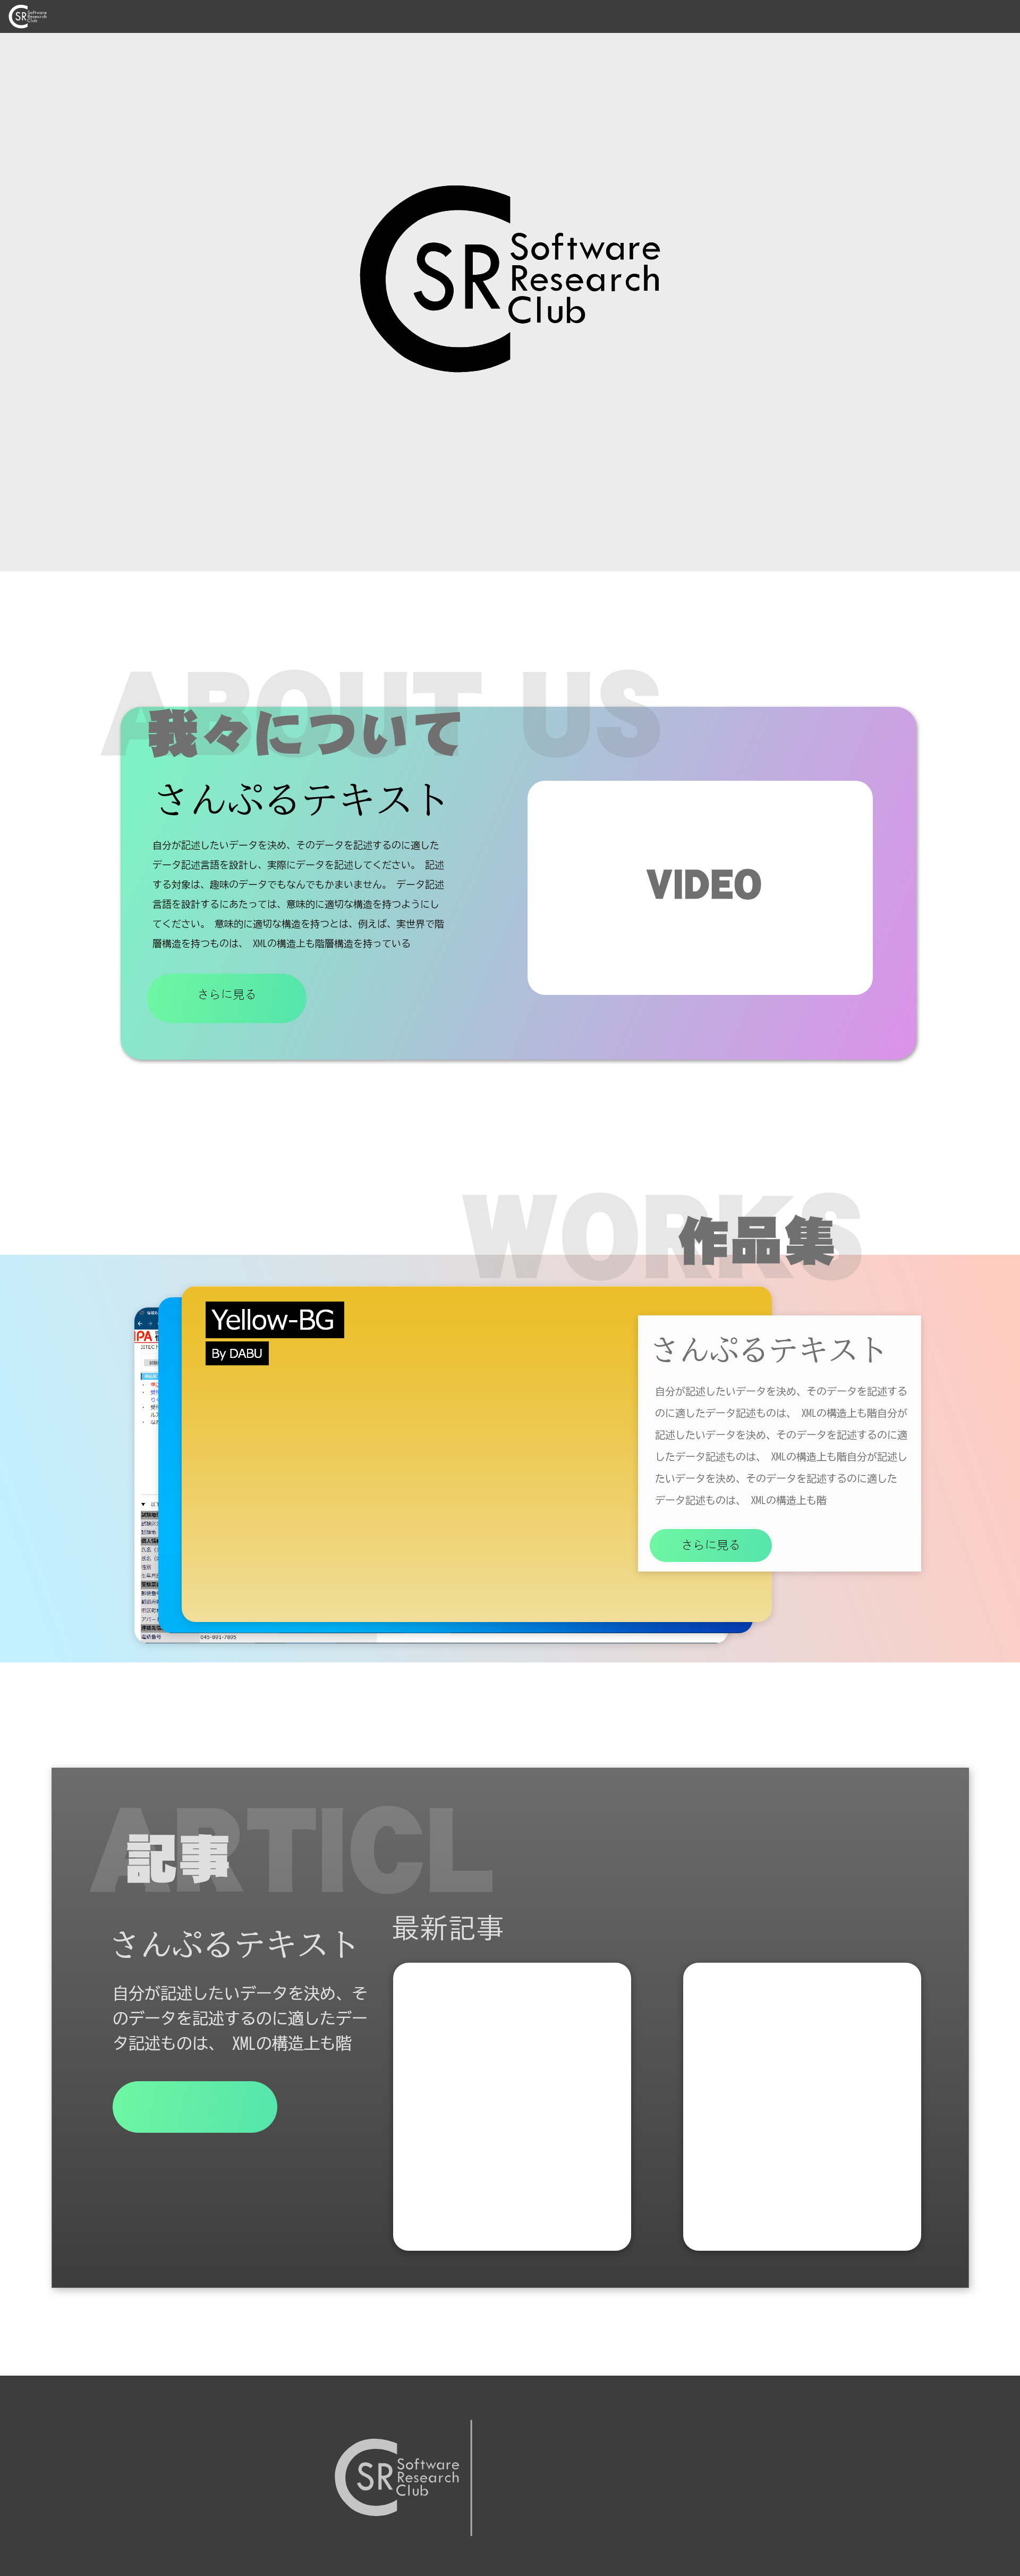 SR Software
Research
Club
SR Software
Research
Club
ABOUT US
我々について
さんぷるテキスト
自分が記述したいデータを決め、そのデータを記述するのに適した
データ記述言語を設計し、実際にデータを記述してください。 記述
する対象は、趣味のデータでもなんでもかまいません。 データ記述
言語を設計するにあたっては、意味的に適切な構造を持つようにし
てください。 意味的に適切な構造を持つとは、例えば、実世界で階
層構造を持つものは、 XMLの構造上も階層構造を持っている
さらに見る
VIDEO
WORKS
作品集
Yellow-BG
By DABU
さんぷるテキスト
自分が記述したいデータを決め、そのデータを記述する
のに適したデータ記述ものは、 XMLの構造上も階自分が
記述したいデータを決め、そのデータを記述するのに適
したデータ記述ものは、 XMLの構造上も階自分が記述し
たいデータを決め、そのデータを記述するのに適した
データ記述ものは、 XMLの構造上も階
さらに見る
電話番号 045-891-7895
ARTICL
記事
さんぷるテキスト
自分が記述したいデータを決め、そ
のデータを記述するのに適したデー
タ記述ものは、 XMLの構造上も階
最新記事
SR Software
Research
Club